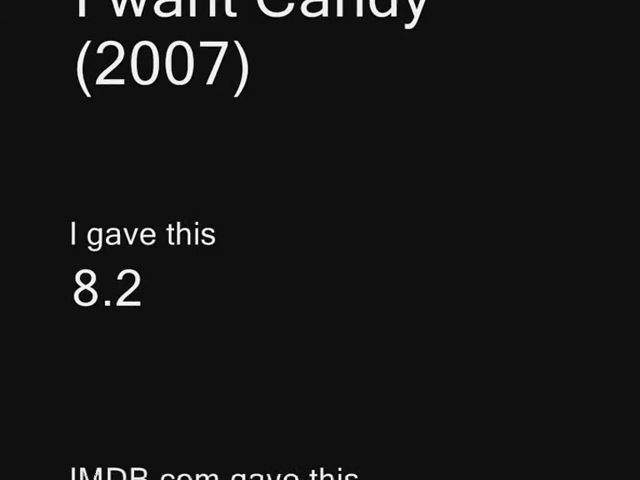 I want Candy
(2007)
I gave this
8.2
IMDB.com gave this